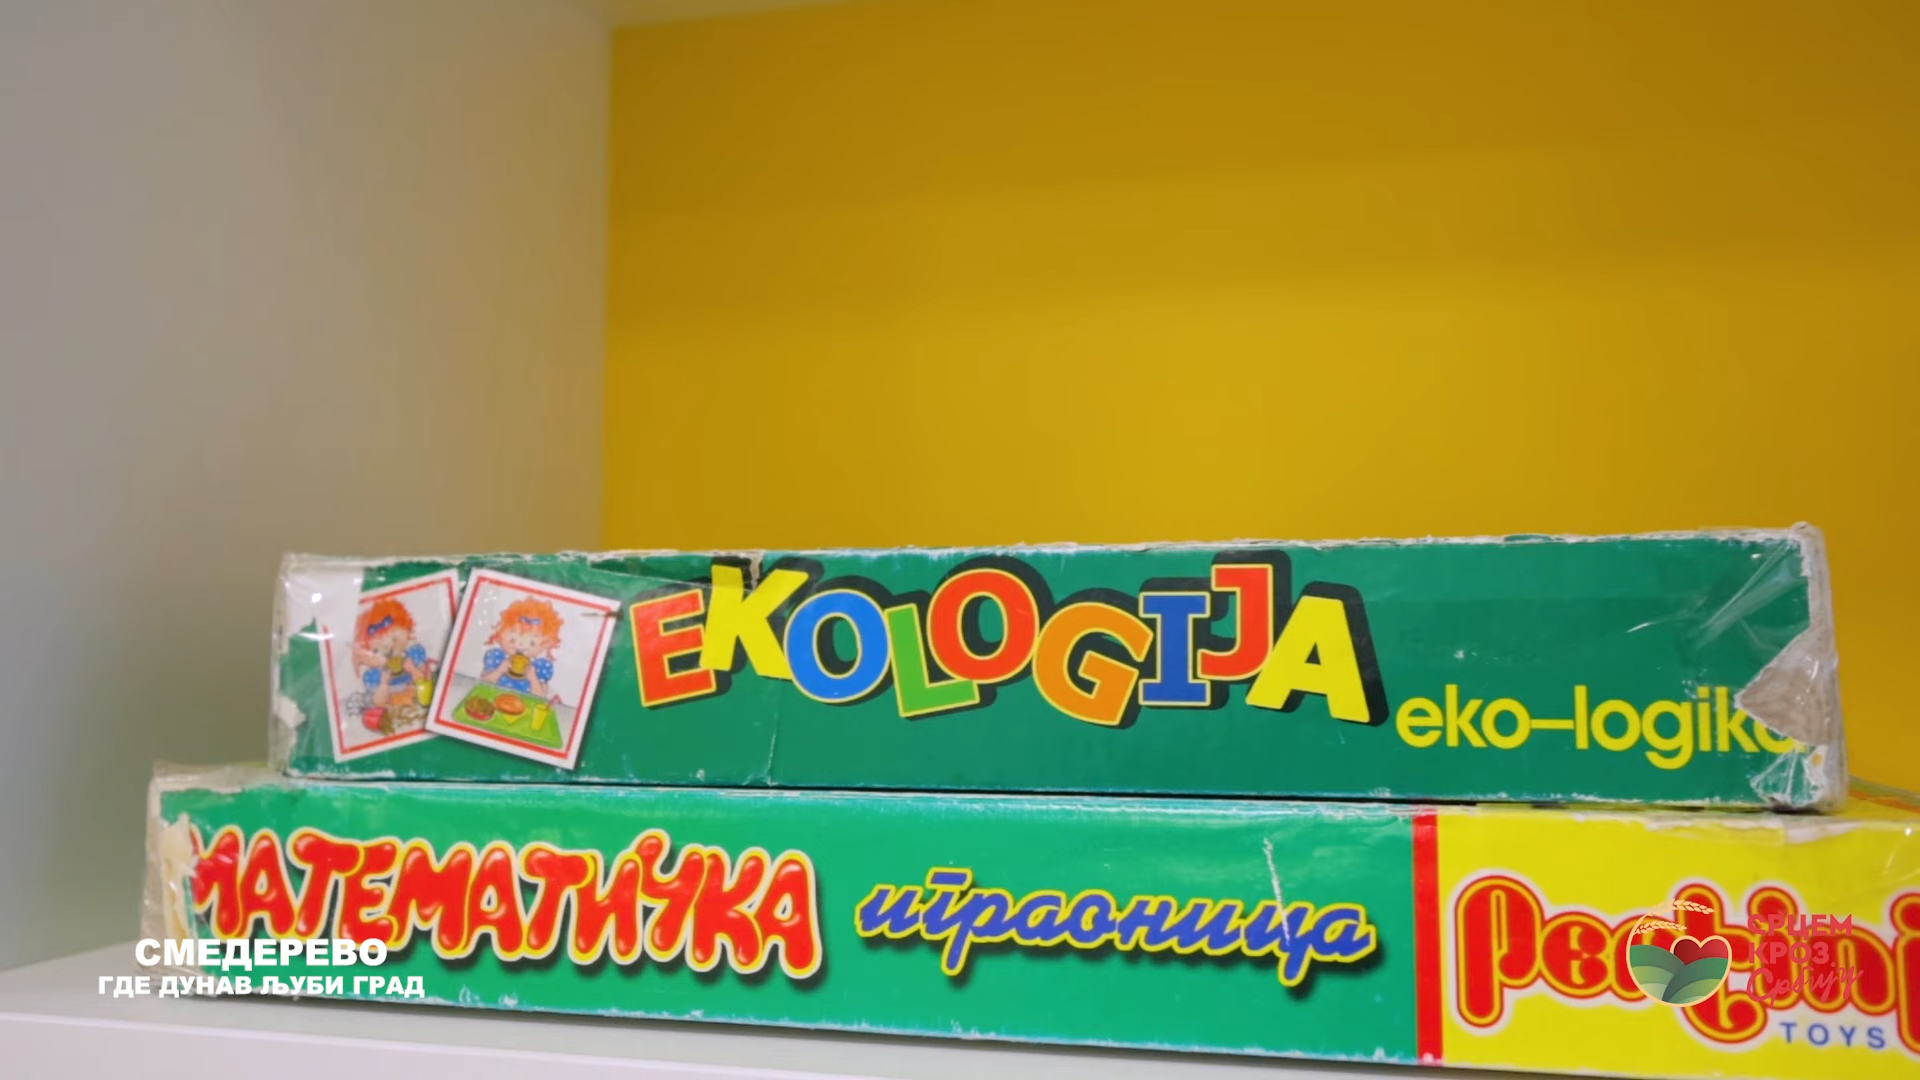 EKOLOGIJA
eko-logika
МАТЕМАТИЧКА играоница
TOYS
СМЕДЕРЕВО
ГДЕ ДУНАВ ЉУБИ ГРАД
СРЦЕМ
КРОЗ
Србију